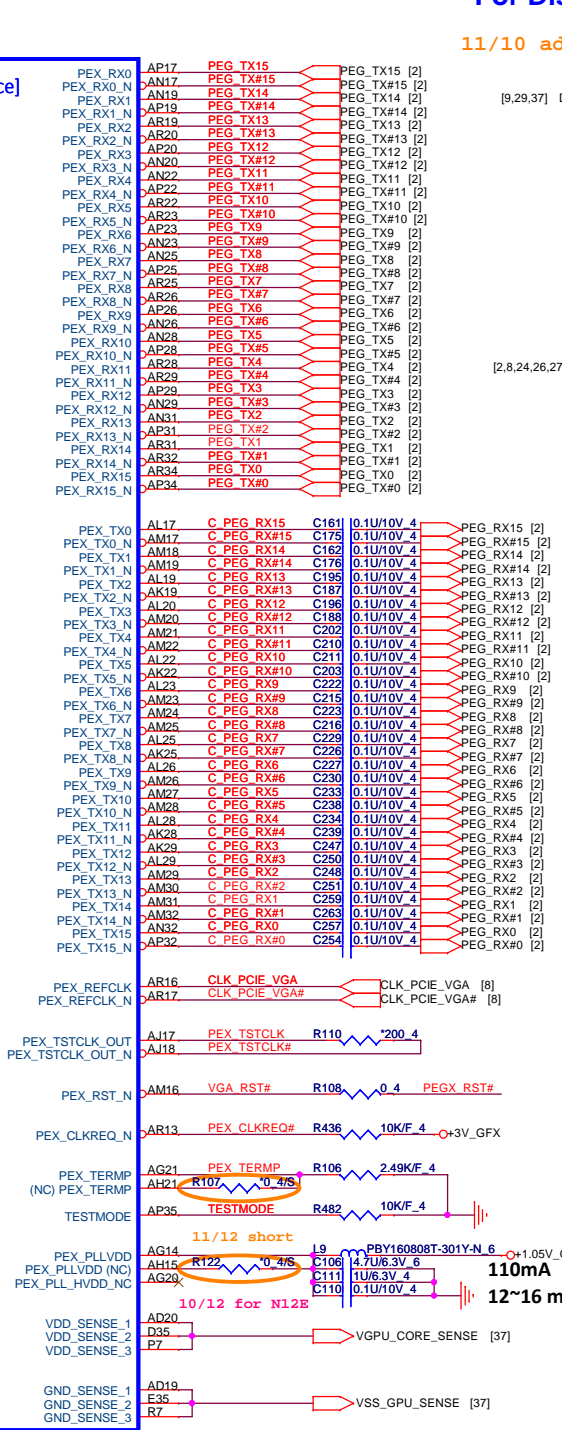 11/10 ad
ce]
[9,29,37]
[2,8,24,26,27
PEX_RX0 AP17 PEG_TX15 PEG_TX15 [2]
PEX_RX0_N AN17 PEG_TX#15 PEG_TX#15 [2]
PEX_RX1 AN19 PEG_TX14 PEG_TX14 [2]
PEX_RX1_N AP19 PEG_TX#14 PEG_TX#14 [2]
PEX_RX2 AR19 PEG_TX13 PEG_TX13 [2]
PEX_RX2_N AR20 PEG_TX#13 PEG_TX#13 [2]
PEX_RX3 AP20 PEG_TX12 PEG_TX12 [2]
PEX_RX3_N AN20 PEG_TX#12 PEG_TX#12 [2]
PEX_RX4 AN22 PEG_TX11 PEG_TX11 [2]
PEX_RX4_N AP22 PEG_TX#11 PEG_TX#11 [2]
PEX_RX5 AR22 PEG_TX10 PEG_TX10 [2]
PEX_RX5_N AR23 PEG_TX#10 PEG_TX#10 [2]
PEX_RX6 AP23 PEG_TX9 PEG_TX9 [2]
PEX_RX6_N AN23 PEG_TX#9 PEG_TX#9 [2]
PEX_RX7 AN25 PEG_TX8 PEG_TX8 [2]
PEX_RX7_N AP25 PEG_TX#8 PEG_TX#8 [2]
PEX_RX8 AR25 PEG_TX7 PEG_TX7 [2]
PEX_RX8_N AR26 PEG_TX#7 PEG_TX#7 [2]
PEX_RX9 AP26 PEG_TX6 PEG_TX6 [2]
PEX_RX9_N AN26 PEG_TX#6 PEG_TX#6 [2]
PEX_RX10 AN28 PEG_TX5 PEG_TX5 [2]
PEX_RX10_N AP28 PEG_TX#5 PEG_TX#5 [2]
PEX_RX11 AR28 PEG_TX4 PEG_TX4 [2]
PEX_RX11_N AR29 PEG_TX#4 PEG_TX#4 [2]
PEX_RX12 AP29 PEG_TX3 PEG_TX3 [2]
PEX_RX12_N AN29 PEG_TX#3 PEG_TX#3 [2]
PEX_RX13 AN31 PEG_TX2 PEG_TX2 [2]
PEX_RX13_N AP31 PEG_TX#2 PEG_TX#2 [2]
PEX_RX14 AR31 PEG_TX1 PEG_TX1 [2]
PEX_RX14_N AR32 PEG_TX#1 PEG_TX#1 [2]
PEX_RX15 AR34 PEG_TX0 PEG_TX0 [2]
PEX_RX15_N AP34 PEG_TX#0 PEG_TX#0 [2]
PEX_TX0 AL17 C_PEG_RX15 C161 0.1U/10V_4 PEG_RX15 [2]
PEX_TX0_N AM17 C_PEG_RX#15 C175 0.1U/10V_4 PEG_RX#15 [2]
PEX_TX1 AM18 C_PEG_RX14 C162 0.1U/10V_4 PEG_RX14 [2]
PEX_TX1_N AM19 C_PEG_RX#14 C176 0.1U/10V_4 PEG_RX#14 [2]
PEX_TX2 AL19 C_PEG_RX13 C195 0.1U/10V_4 PEG_RX13 [2]
PEX_TX2_N AK19 C_PEG_RX#13 C187 0.1U/10V_4 PEG_RX#13 [2]
PEX_TX3 AL20 C_PEG_RX12 C196 0.1U/10V_4 PEG_RX12 [2]
PEX_TX3_N AM20 C_PEG_RX#12 C188 0.1U/10V_4 PEG_RX#12 [2]
PEX_TX4 AM21 C_PEG_RX11 C202 0.1U/10V_4 PEG_RX11 [2]
PEX_TX4_N AM22 C_PEG_RX#11 C210 0.1U/10V_4 PEG_RX#11 [2]
PEX_TX5 AL22 C_PEG_RX10 C211 0.1U/10V_4 PEG_RX10 [2]
PEX_TX5_N AK22 C_PEG_RX#10 C203 0.1U/10V_4 PEG_RX#10 [2]
PEX_TX6 AL23 C_PEG_RX9 C222 0.1U/10V_4 PEG_RX9 [2]
PEX_TX6_N AM23 C_PEG_RX#9 C215 0.1U/10V_4 PEG_RX#9 [2]
PEX_TX7 AM24 C_PEG_RX8 C223 0.1U/10V_4 PEG_RX8 [2]
PEX_TX7_N AM25 C_PEG_RX#8 C216 0.1U/10V_4 PEG_RX#8 [2]
PEX_TX8 AL25 C_PEG_RX7 C229 0.1U/10V_4 PEG_RX7 [2]
PEX_TX8_N AK25 C_PEG_RX#7 C226 0.1U/10V_4 PEG_RX#7 [2]
PEX_TX9 AL26 C_PEG_RX6 C227 0.1U/10V_4 PEG_RX6 [2]
PEX_TX9_N AM26 C_PEG_RX#6 C230 0.1U/10V_4 PEG_RX#6 [2]
PEX_TX10 AM27 C_PEG_RX5 C233 0.1U/10V_4 PEG_RX5 [2]
PEX_TX10_N AM28 C_PEG_RX#5 C238 0.1U/10V_4 PEG_RX#5 [2]
PEX_TX11 AL28 C_PEG_RX4 C234 0.1U/10V_4 PEG_RX4 [2]
PEX_TX11_N AK28 C_PEG_RX#4 C239 0.1U/10V_4 PEG_RX#4 [2]
PEX_TX12 AK29 C_PEG_RX3 C247 0.1U/10V_4 PEG_RX3 [2]
PEX_TX12_N AL29 C_PEG_RX#3 C250 0.1U/10V_4 PEG_RX#3 [2]
PEX_TX13 AM29 C_PEG_RX2 C248 0.1U/10V_4 PEG_RX2 [2]
PEX_TX13_N AM30 C_PEG_RX#2 C251 0.1U/10V_4 PEG_RX#2 [2]
PEX_TX14 AM31 C_PEG_RX1 C259 0.1U/10V_4 PEG_RX1 [2]
PEX_TX14_N AM32 C_PEG_RX#1 C263 0.1U/10V_4 PEG_RX#1 [2]
PEX_TX15 AN32 C_PEG_RX0 C257 0.1U/10V_4 PEG_RX0 [2]
PEX_TX15_N AP32 C_PEG_RX#0 C254 0.1U/10V_4 PEG_RX#0 [2]
PEX_REFCLK AR16 CLK_PCIE_VGA CLK_PCIE_VGA [8]
PEX_REFCLK_N AR17 CLK_PCIE_VGA# CLK_PCIE_VGA# [8]
PEX_TSTCLK_OUT AJ17 PEX_TSTCLK R110 *200_4
PEX_TSTCLK_OUT_N AJ18 PEX_TSTCLK#
PEX_RST_N AM16 VGA_RST# R108 0_4 PEGX_RST#
PEX_CLKREQ_N AR13 PEX_CLKREQ# R436 10K/F_4 +3V_GFX
PEX_TERMP AG21 PEX_TERMP R106 2.49K/F_4
(NC) PEX_TERMP AH21 R107 *0_4/S
TESTMODE AP35 TESTMODE R482 10K/F_4
11/12 short
PEX_PLLVDD AG14 L9 PBY160808T-301Y-N_6 +1.05V_
PEX_PLLVDD (NC) AH15 R122 *0_4/S C106 4.7U/6.3V_6 110mA
PEX_PLL_HVDD_NC AG20 C111 1U/6.3V_4
C110 0.1U/10V_4 12~16 m
10/12 for N12E
VDD_SENSE_1 AD20
VDD_SENSE_2 D35 VGPU_CORE_SENSE [37]
VDD_SENSE_3 P7
GND_SENSE_1 AD19
GND_SENSE_2 E35 VSS_GPU_SENSE [37]
GND_SENSE_3 R7